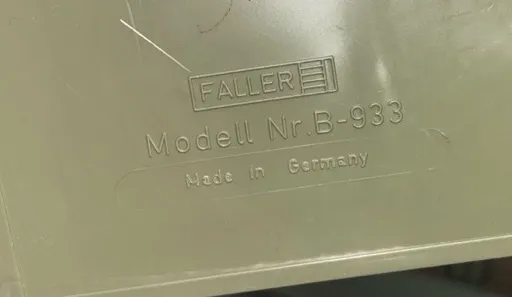 FALLER
Modell Nr. B-933
Made in Germany